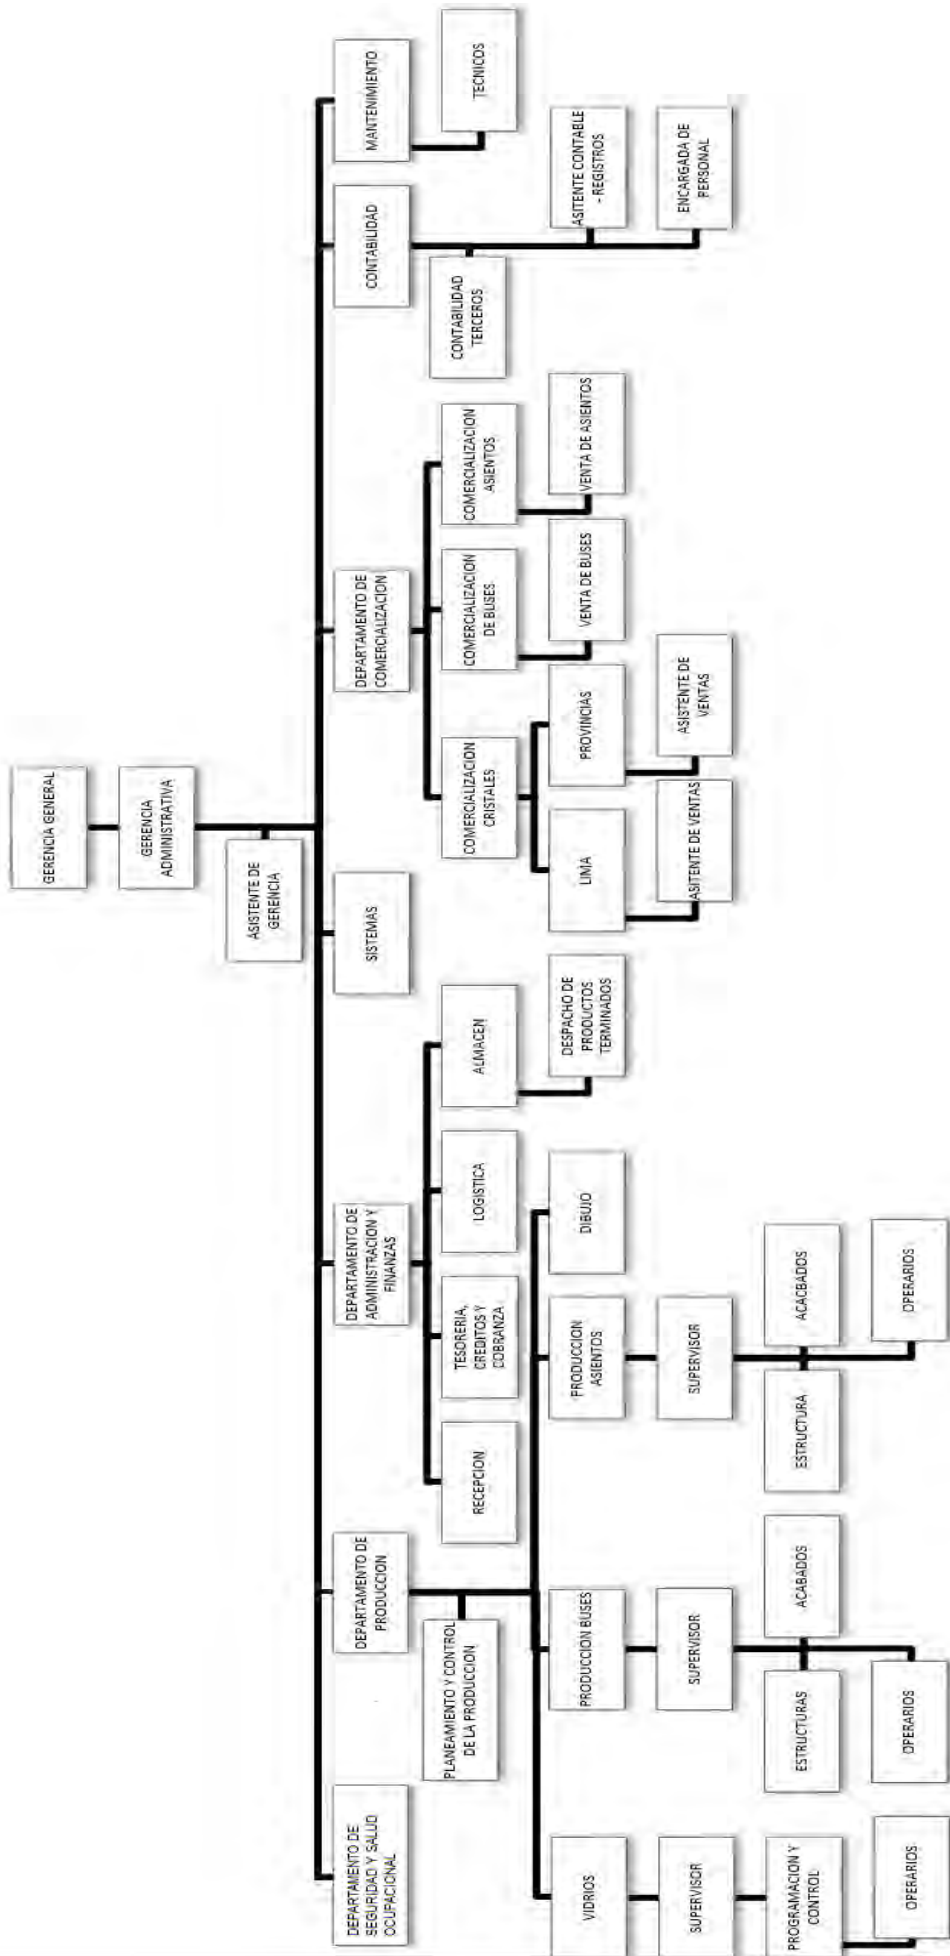 GERENCIA GENERAL
GERENCIA
ADMINISTRATIVA
ASISTENTE DE
GERENCIA
DEPARTAMENTO DE
SEGURIDAD Y SALUD
OCUPACIONAL
DEPARTAMENTO DE
PRODUCCION
DEPARTAMENTO DE
ADMINISTRACION Y
FINANZAS
SISTEMAS
DEPARTAMENTO DE
COMERCIALIZACION
CONTABILIDAD
MANTENIMIENTO
PLANEAMIENTO Y CONTROL
DE LA PRODUCCION
RECEPCION
TESORERIA,
CREDITOS Y
COBRANZA
LOGISTICA
ALMACEN
COMERCIALIZACION
CRISTALES
COMERCIALIZACION
DE BUSES
COMERCIALIZACION
ASIENTOS
CONTABILIDAD
TERCEROS
TECNICOS
VIDRIOS
PRODUCCION BUSES
PRODUCCION
ASIENTOS
DIBUJO
DESPACHO DE
PRODUCTOS
TERMINADOS
LIMA
PROVINCIAS
VENTA DE BUSES
VENTA DE ASIENTOS
ASITENTE CONTABLE
- REGISTROS
SUPERVISOR
SUPERVISOR
SUPERVISOR
ASITENTE DE VENTAS
ASISTENTE DE
VENTAS
ENCARGADA DE
PERSONAL
PROGRAMACION Y
CONTROL
ESTRUCTURAS
ACABADOS
ESTRUCTURA
ACACBADOS
OPERARIOS
OPERARIOS
OPERARIOS